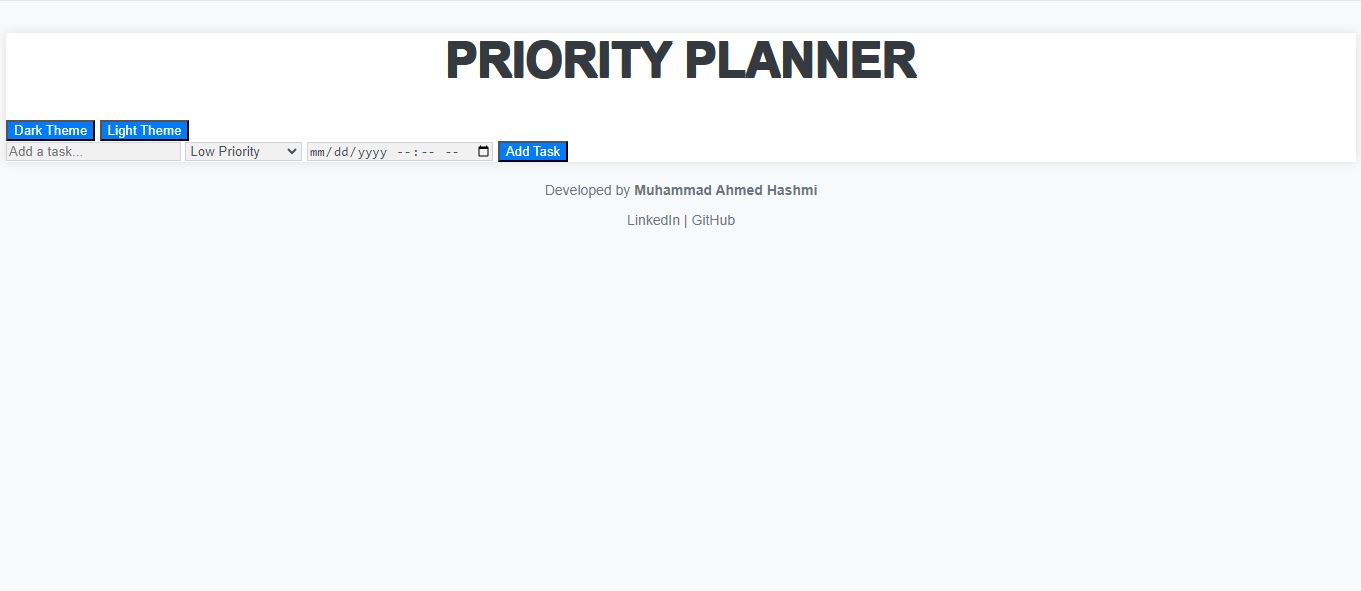 PRIORITY PLANNER
Dark Theme Light Theme
Add a task... Low Priority mm/dd/yyyy --:-- -- Add Task
Developed by Muhammad Ahmed Hashmi
LinkedIn | GitHub